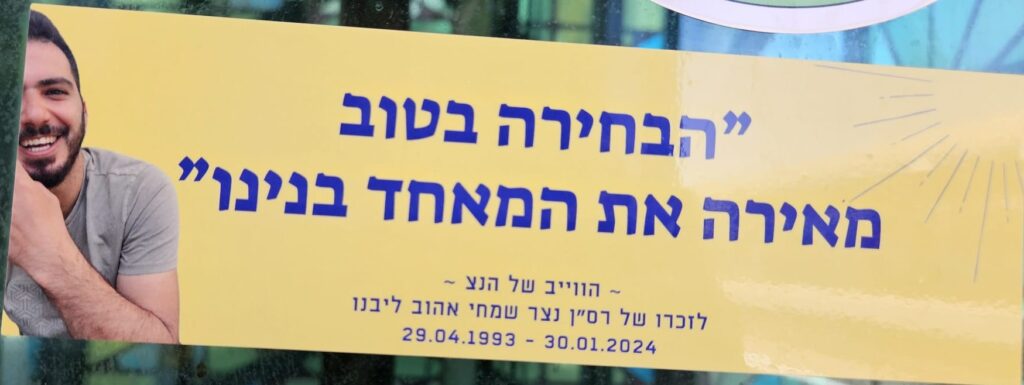 "הבחירה בטוב
מאירה את המאחד בנינו"
~ הווייב של הנצ ~
לזכרו של רס"ן נצר שמחי אהוב ליבנו
29.04.1993 - 30.01.2024